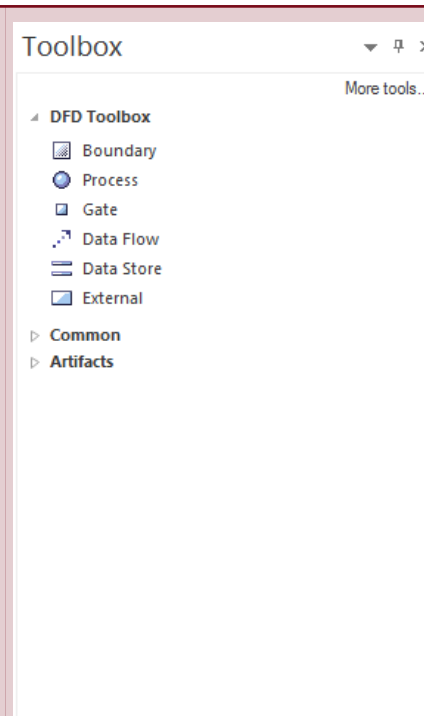 Toolbox
More tools...
DFD Toolbox
Boundary
Process
Gate
Data Flow
Data Store
External
Common
Artifacts